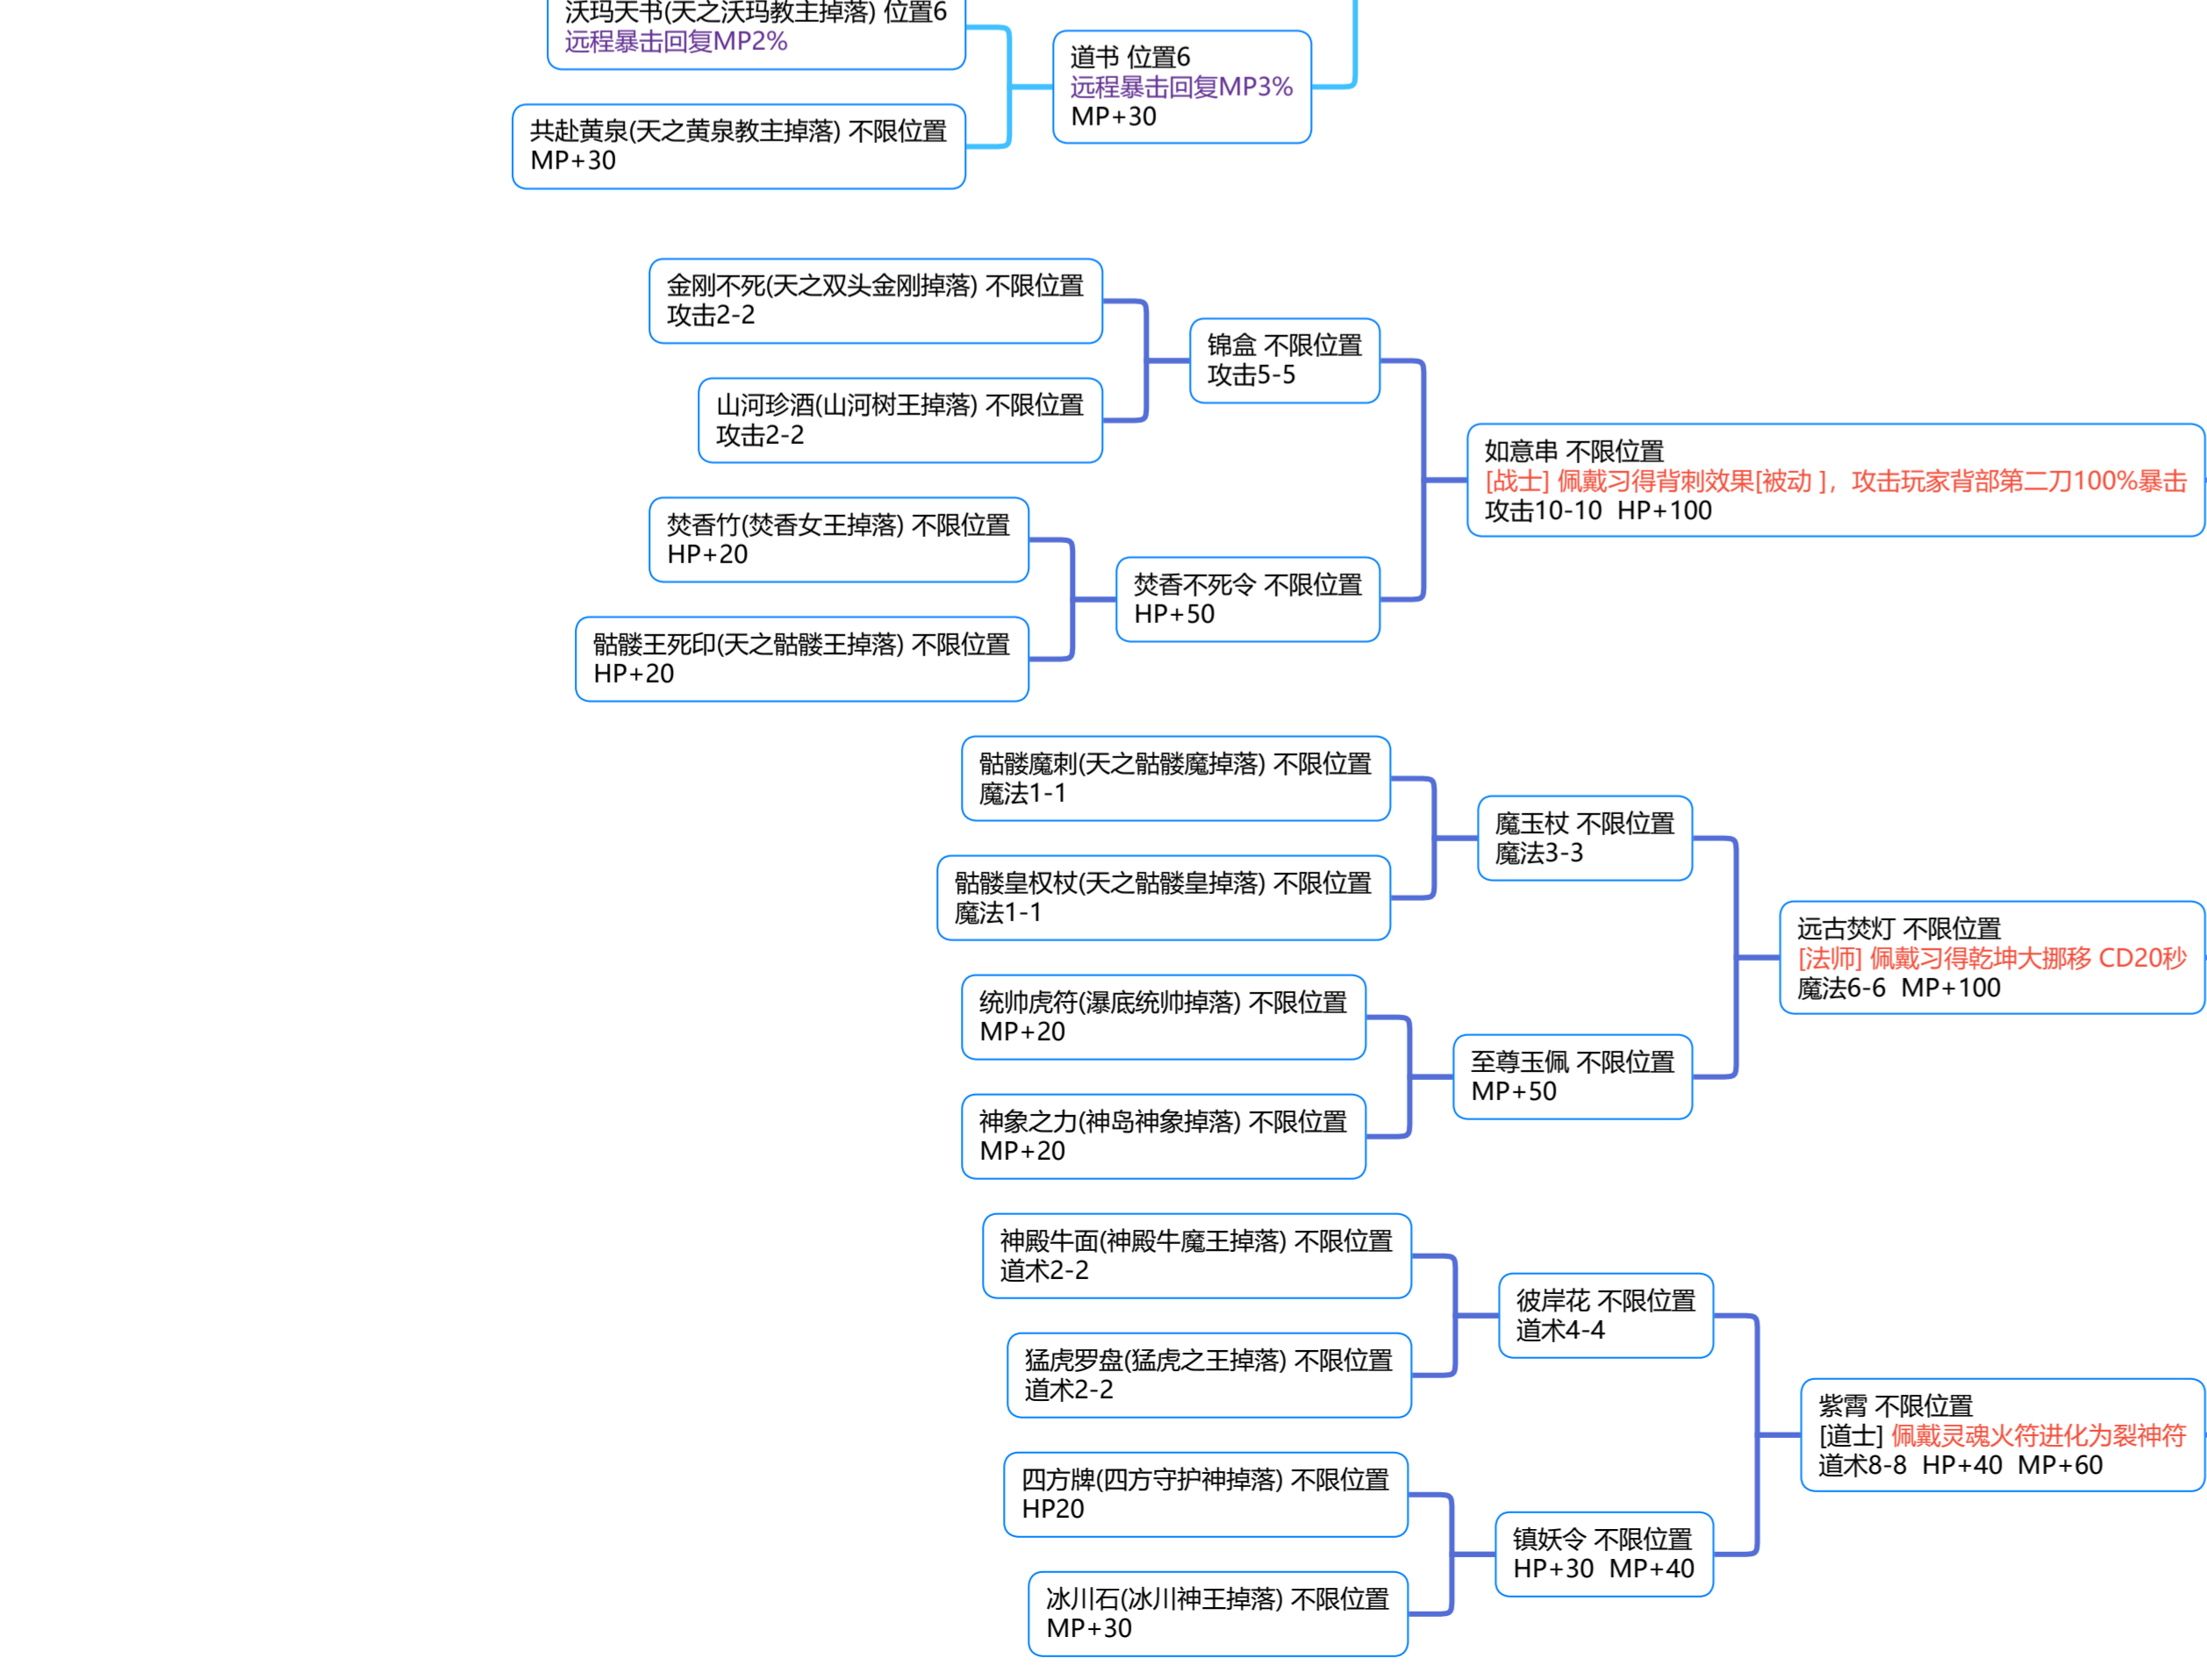 沃玛天书(天之沃玛教主掉落) 位置6
远程暴击回复MP2%
共赴黄泉(天之黄泉教主掉落) 不限位置
MP+30
道书 位置6
远程暴击回复MP3%
MP+30
金刚不死(天之双头金刚掉落) 不限位置
攻击2-2
山河珍酒(山河树王掉落) 不限位置
攻击2-2
锦盒 不限位置
攻击5-5
焚香竹(焚香女王掉落) 不限位置
HP+20
骷髅王死印(天之骷髅王掉落) 不限位置
HP+20
焚香不死令 不限位置
HP+50
如意串 不限位置
[战士] 佩戴习得背刺效果[被动 ]，攻击玩家背部第二刀100%暴击
攻击10-10 HP+100
骷髅魔刺(天之骷髅魔掉落) 不限位置
魔法1-1
骷髅皇权杖(天之骷髅皇掉落) 不限位置
魔法1-1
魔玉杖 不限位置
魔法3-3
统帅虎符(瀑底统帅掉落) 不限位置
MP+20
神象之力(神岛神象掉落) 不限位置
MP+20
至尊玉佩 不限位置
MP+50
远古焚灯 不限位置
[法师] 佩戴习得乾坤大挪移 CD20秒
魔法6-6 MP+100
神殿牛面(神殿牛魔王掉落) 不限位置
道术2-2
猛虎罗盘(猛虎之王掉落) 不限位置
道术2-2
彼岸花 不限位置
道术4-4
四方牌(四方守护神掉落) 不限位置
HP20
冰川石(冰川神王掉落) 不限位置
MP+30
镇妖令 不限位置
HP+30 MP+40
紫霄 不限位置
[道士] 佩戴灵魂火符进化为裂神符
道术8-8 HP+40 MP+60